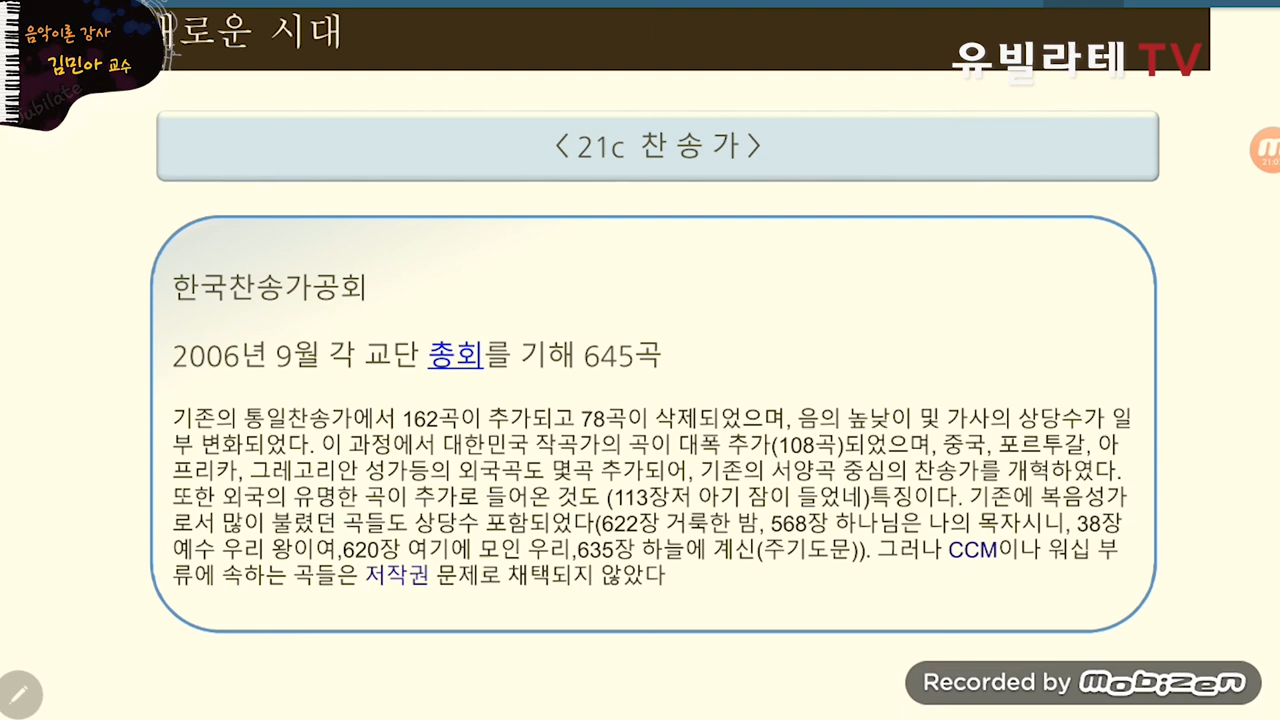 음악이론 강사
김민아 교수
Jubilate
새로운 시대
유빌라테TV
〈 21c 찬 송 가 〉
한국찬송가공회
2006년 9월 각 교단 총회를 기해 645곡
기존의 통일찬송가에서 162곡이 추가되고 78곡이 삭제되었으며, 음의 높낮이 및 가사의 상당수가 일
부 변화되었다. 이 과정에서 대한민국 작곡가의 곡이 대폭 추가(108곡)되었으며, 중국, 포르투갈, 아
프리카, 그레고리안 성가등의 외국곡도 몇곡 추가되어, 기존의 서양곡 중심의 찬송가를 개혁하였다.
또한 외국의 유명한 곡이 추가로 들어온 것도 (113장저 아기 잠이 들었네)특징이다. 기존에 복음성가
로서 많이 불렸던 곡들도 상당수 포함되었다(622장 거룩한 밤, 568장 하나님은 나의 목자시니, 38장
예수 우리 왕이여,620장 여기에 모인 우리,635장 하늘에 계신(주기도문)). 그러나 CCM이나 워십 부
류에 속하는 곡들은 저작권 문제로 채택되지 않았다
Recorded by mobizen